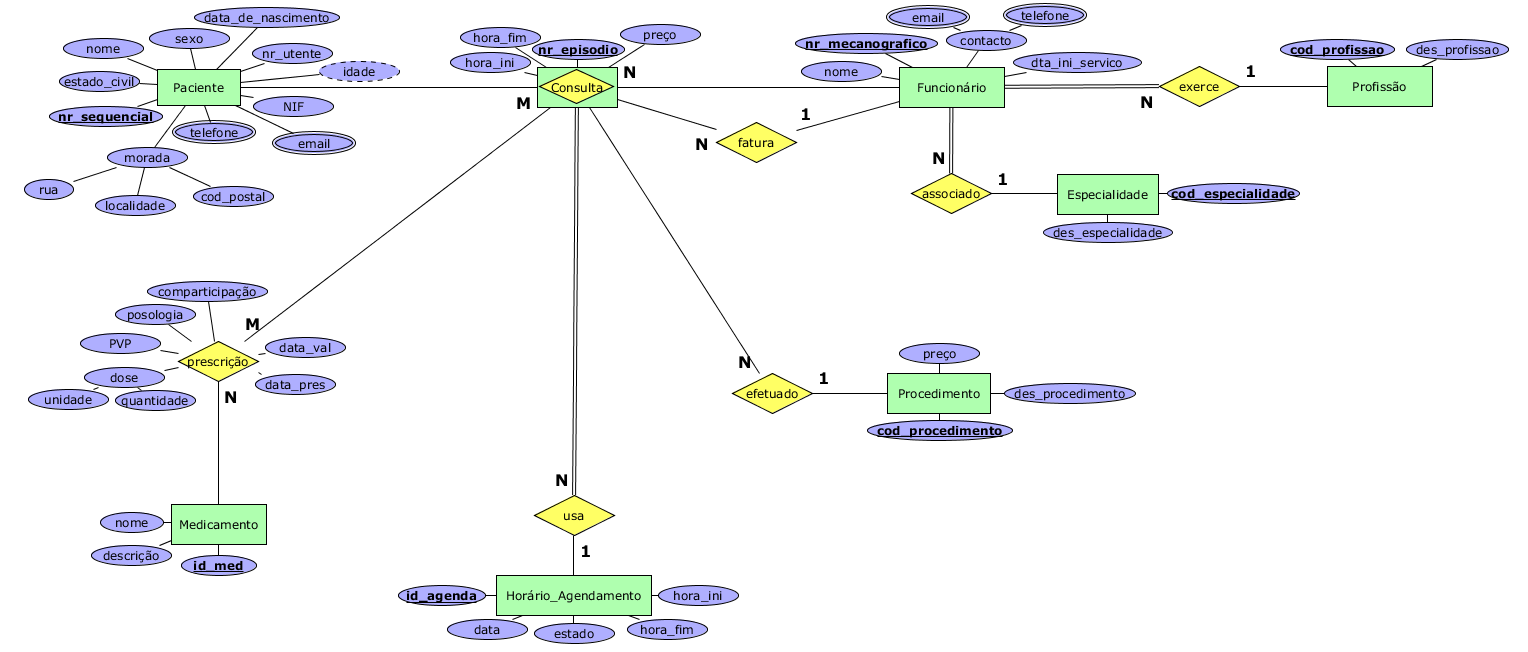 data_de_nascimento
email
telefone
hora_fim
preço
nome
sexo
nr_utente
nr_episodio
nr_mecanografico
contacto
cod_profissao
des_profissao
estado_civil
idade
hora_ini
N
nome
dta_ini_servico
1
Paciente
Consulta
Funcionário
exerce
Profissão
NIF
M
N
nr_sequencial
telefone
email
1
fatura
N
morada
N
rua
localidade
cod_postal
associado
1
Especialidade
cod_especialidade
des_especialidade
comparticipação
posologia
M
PVP
prescrição
data_val
dose
data_pres
unidade
quantidade
N
preço
N
1
efetuado
Procedimento
des_procedimento
cod_procedimento
N
nome
Medicamento
usa
descrição
id_med
1
id_agenda
Horário_Agendamento
hora_ini
data
estado
hora_fim